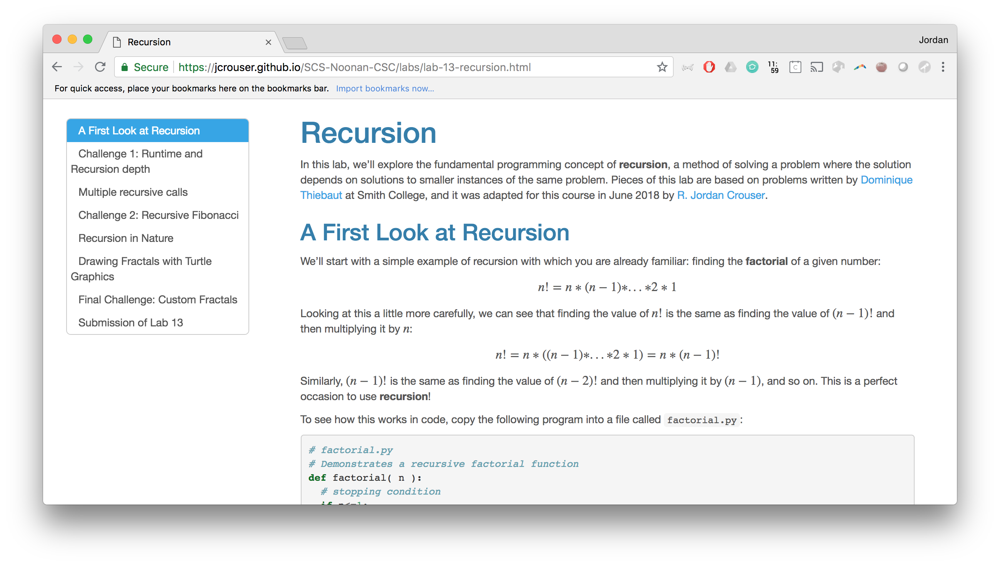 Recursion
Jordan
Secure https://jcrouser.github.io/SCS-Noonan-CSC/labs/lab-13-recursion.html
11:
59
C
For quick access, place your bookmarks here on the bookmarks bar. Import bookmarks now...
A First Look at Recursion
Challenge 1: Runtime and
Recursion depth
Multiple recursive calls
Challenge 2: Recursive Fibonacci
Recursion in Nature
Drawing Fractals with Turtle
Graphics
Final Challenge: Custom Fractals
Submission of Lab 13
Recursion
In this lab, we’ll explore the fundamental programming concept of recursion, a method of solving a problem where the solution
depends on solutions to smaller instances of the same problem. Pieces of this lab are based on problems written by Dominique
Thiebaut at Smith College, and it was adapted for this course in June 2018 by R. Jordan Crouser.
A First Look at Recursion
We’ll start with a simple example of recursion with which you are already familiar: finding the factorial of a given number:
n! = n * (n − 1)*...*2 * 1
Looking at this a little more carefully, we can see that finding the value of n! is the same as finding the value of (n − 1)! and
then multiplying it by n:
n! = n * ((n − 1)*...*2 * 1) = n * (n − 1)!
Similarly, (n − 1)! is the same as finding the value of (n − 2)! and then multiplying it by (n − 1), and so on. This is a perfect
occasion to use recursion!
To see how this works in code, copy the following program into a file called factorial.py:
# factorial.py
# Demonstrates a recursive factorial function
def factorial( n ):
# stopping condition
if n<=1: